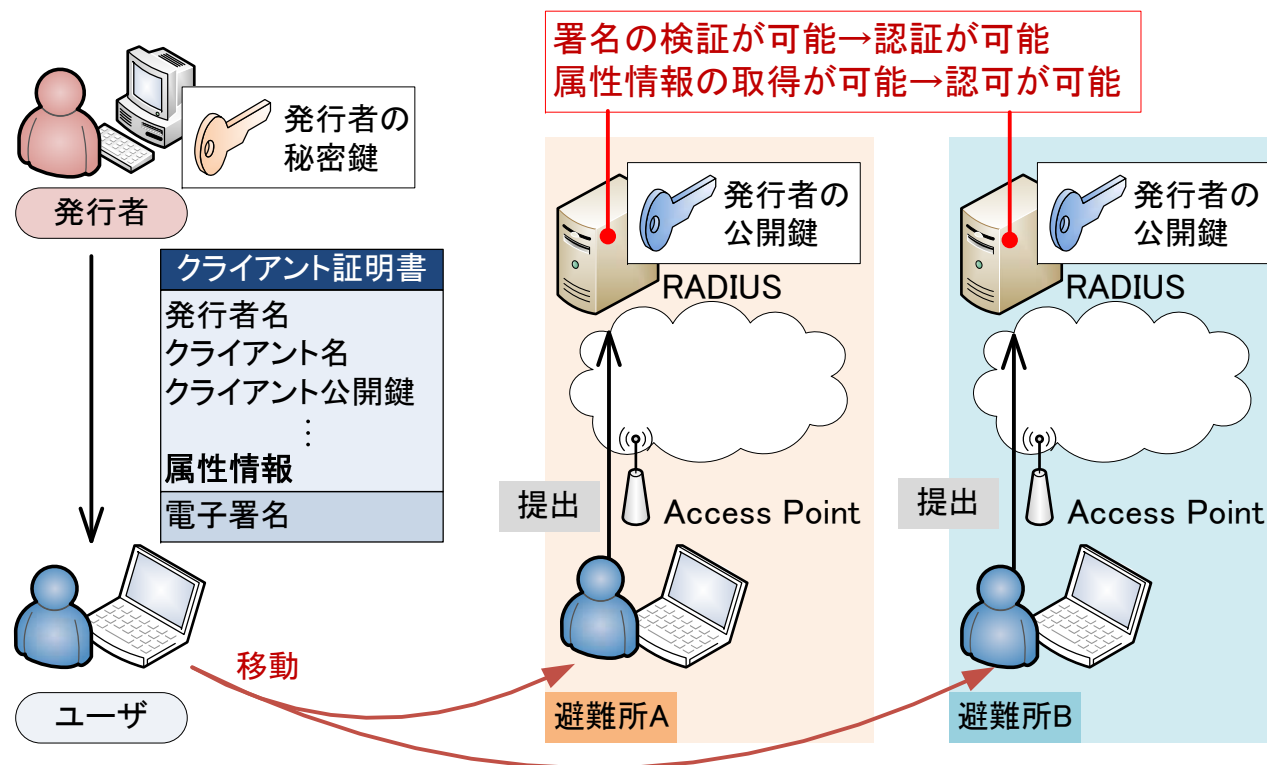 署名の検証が可能→認証が可能
属性情報の取得が可能→認可が可能
発行者の
秘密鍵
発行者
クライアント証明書
発行者名
クライアント名
クライアント公開鍵
⋮
属性情報
電子署名
ユーザ
移動
発行者の
公開鍵
RADIUS
提出
Access Point
避難所A
発行者の
公開鍵
RADIUS
提出
Access Point
避難所B